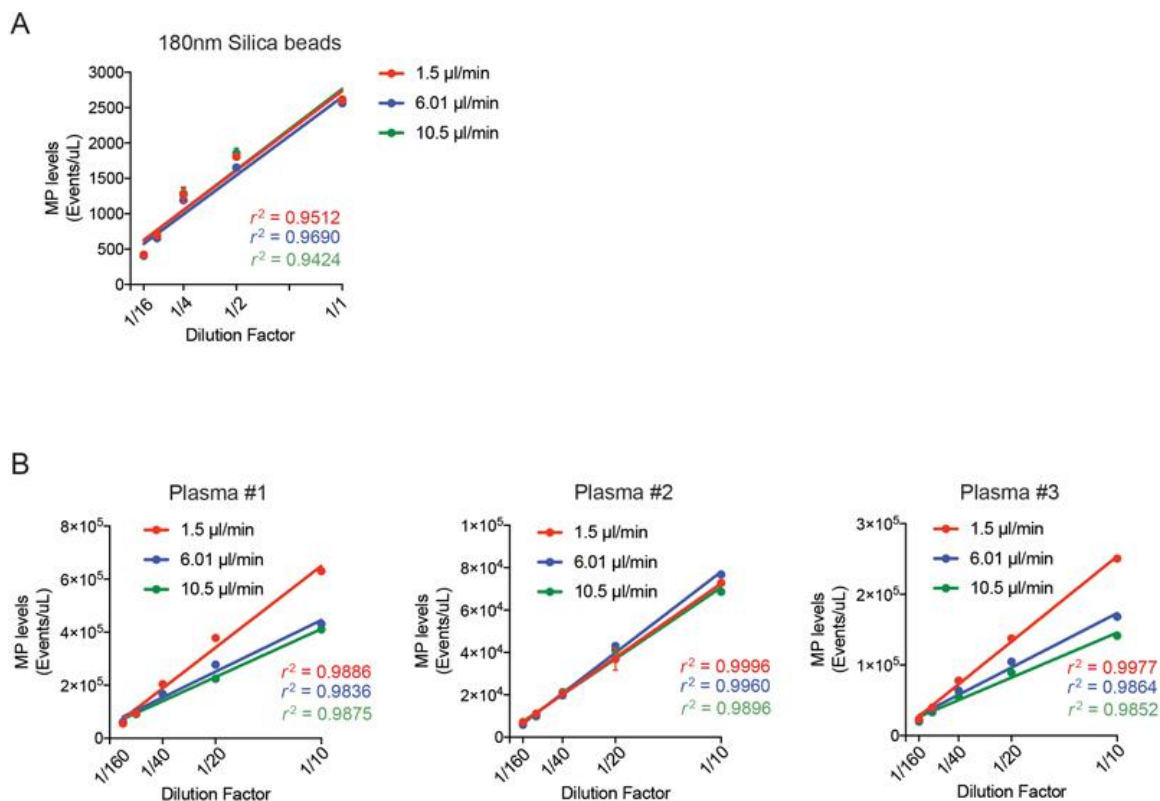 A
180nm Silica beads
1.5 µl/min
6.01 µl/min
10.5 µl/min
MP levels
(Events/uL)
3000
2500
2000
1500
1000
500
0
r² = 0.9512
r² = 0.9690
r² = 0.9424
1/16
1/4
1/2
1/1
Dilution Factor
B
Plasma #1
1.5 µl/min
6.01 µl/min
10.5 µl/min
MP levels
(Events/uL)
8×10⁵
6×10⁵
4×10⁵
2×10⁵
0
r² = 0.9886
r² = 0.9836
r² = 0.9875
1/160
1/40
1/20
1/10
Dilution Factor
Plasma #2
1.5 µl/min
6.01 µl/min
10.5 µl/min
MP levels
(Events/uL)
1×10⁵
8×10⁴
6×10⁴
4×10⁴
2×10⁴
0
r² = 0.9996
r² = 0.9960
r² = 0.9896
1/160
1/40
1/20
1/10
Dilution Factor
Plasma #3
1.5 µl/min
6.01 µl/min
10.5 µl/min
MP levels
(Events/uL)
3×10⁵
2×10⁵
1×10⁵
0
r² = 0.9977
r² = 0.9864
r² = 0.9852
1/160
1/40
1/20
1/10
Dilution Factor